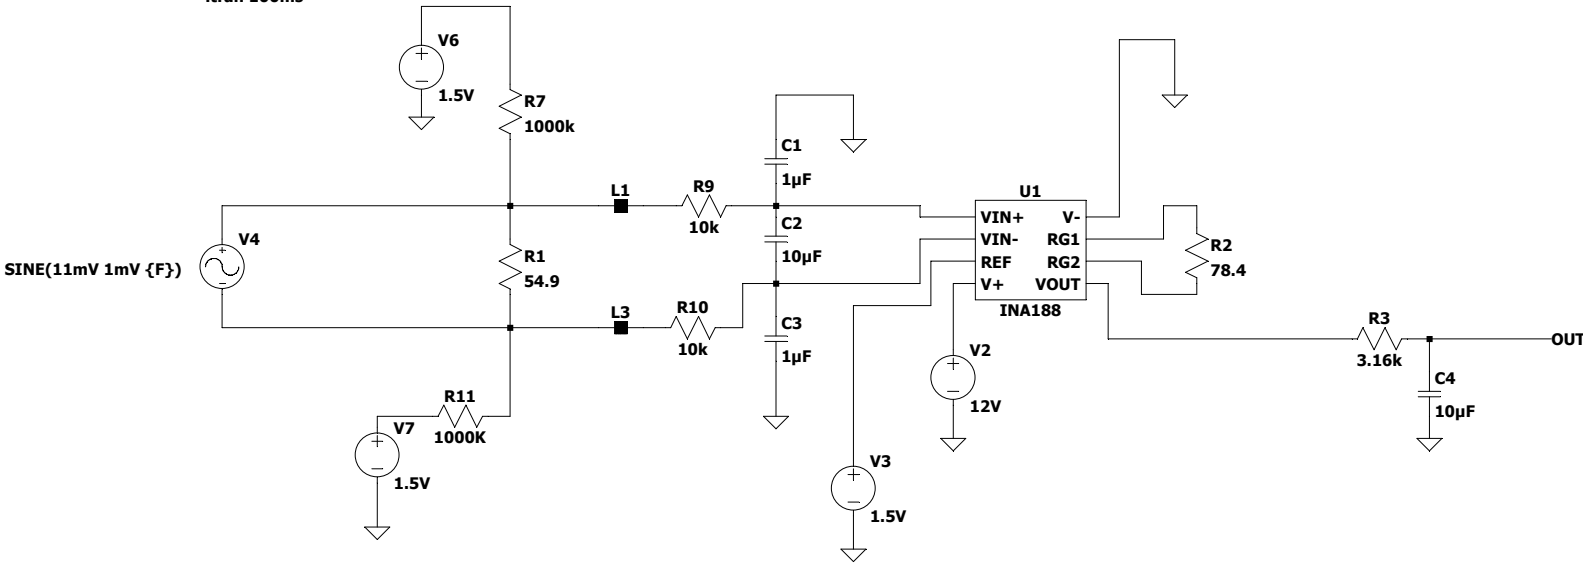 V6
1.5V
R7
1000k
C1
1µF
L1
R9
10k
U1
V4
SINE(11mV 1mV {F})
R1
54.9
C2
10µF
VIN+
V-
VIN-
RG1
REF
RG2
V+
VOUT
INA188
R2
78.4
L3
R10
10k
C3
1µF
R3
3.16k
OUT
V2
12V
C4
10µF
R11
1000K
V7
1.5V
V3
1.5V